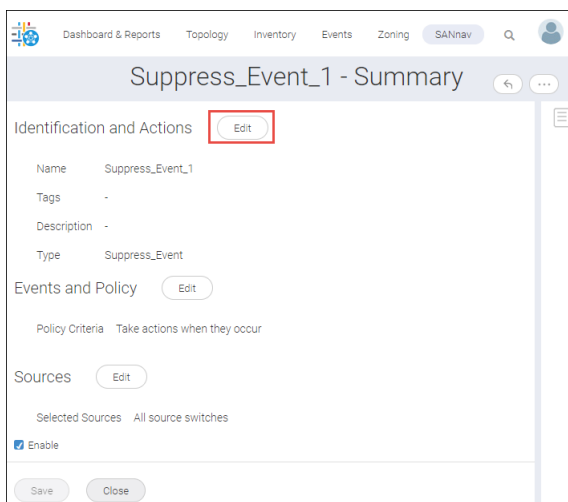 Dashboard & Reports Topology Inventory Events Zoning SANnav
Suppress_Event_1 - Summary
Identification and Actions Edit
Name Suppress_Event_1
Tags -
Description -
Type Suppress_Event
Events and Policy Edit
Policy Criteria Take actions when they occur
Sources Edit
Selected Sources All source switches
Enable
Save Close